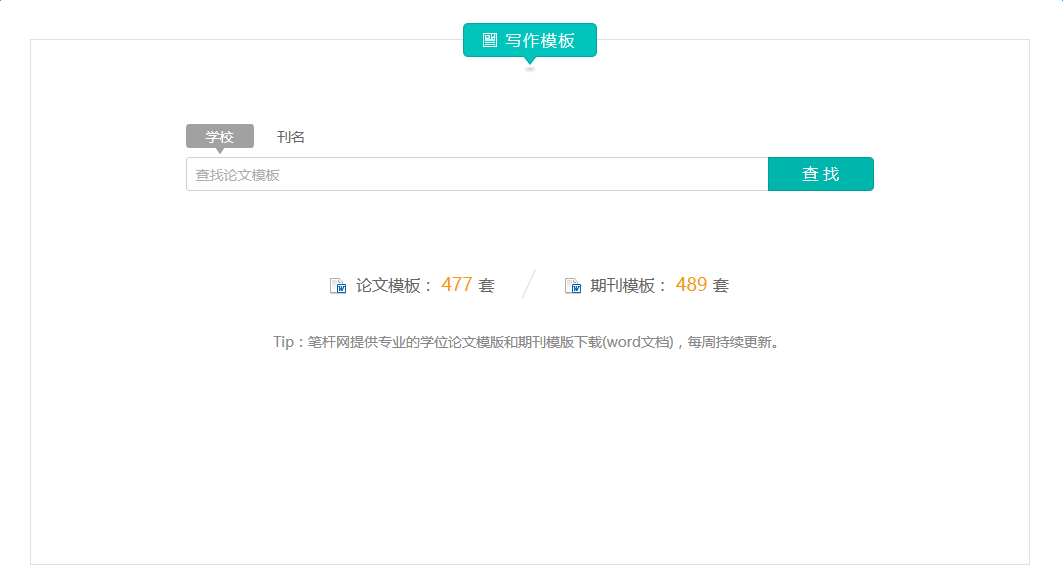 写作模板
学校 刊名
查找论文模板 查 找
论文模板： 477 套 期刊模板： 489 套
Tip：笔杆网提供专业的学位论文模版和期刊模版下载(word文档)，每周持续更新。